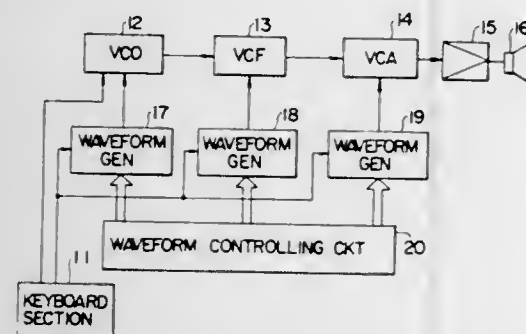 12
13
14
15
16
VCO
VCF
VCA
17
18
19
WAVEFORM
GEN
WAVEFORM
GEN
WAVEFORM
GEN
WAVEFORM CONTROLLING CKT
20
11
KEYBOARD
SECTION